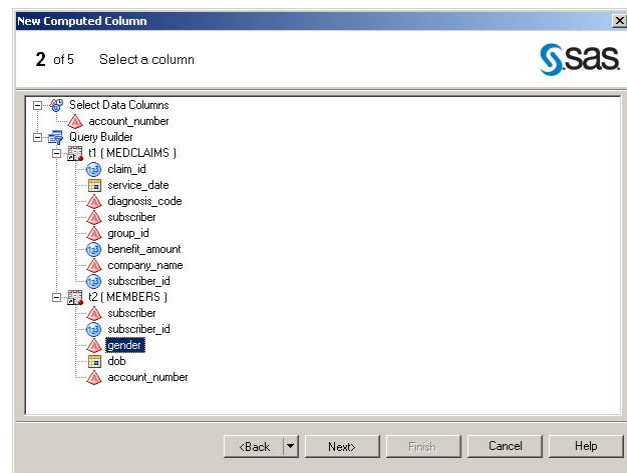 New Computed Column
2 of 5 Select a column
sas
Select Data Columns
account_number
Query Builder
t1 ( MEDCLAIMS )
claim_id
service_date
diagnosis_code
subscriber
group_id
benefit_amount
company_name
subscriber_id
t2 ( MEMBERS )
subscriber
subscriber_id
gender
dob
account_number
<Back Next> Finish Cancel Help